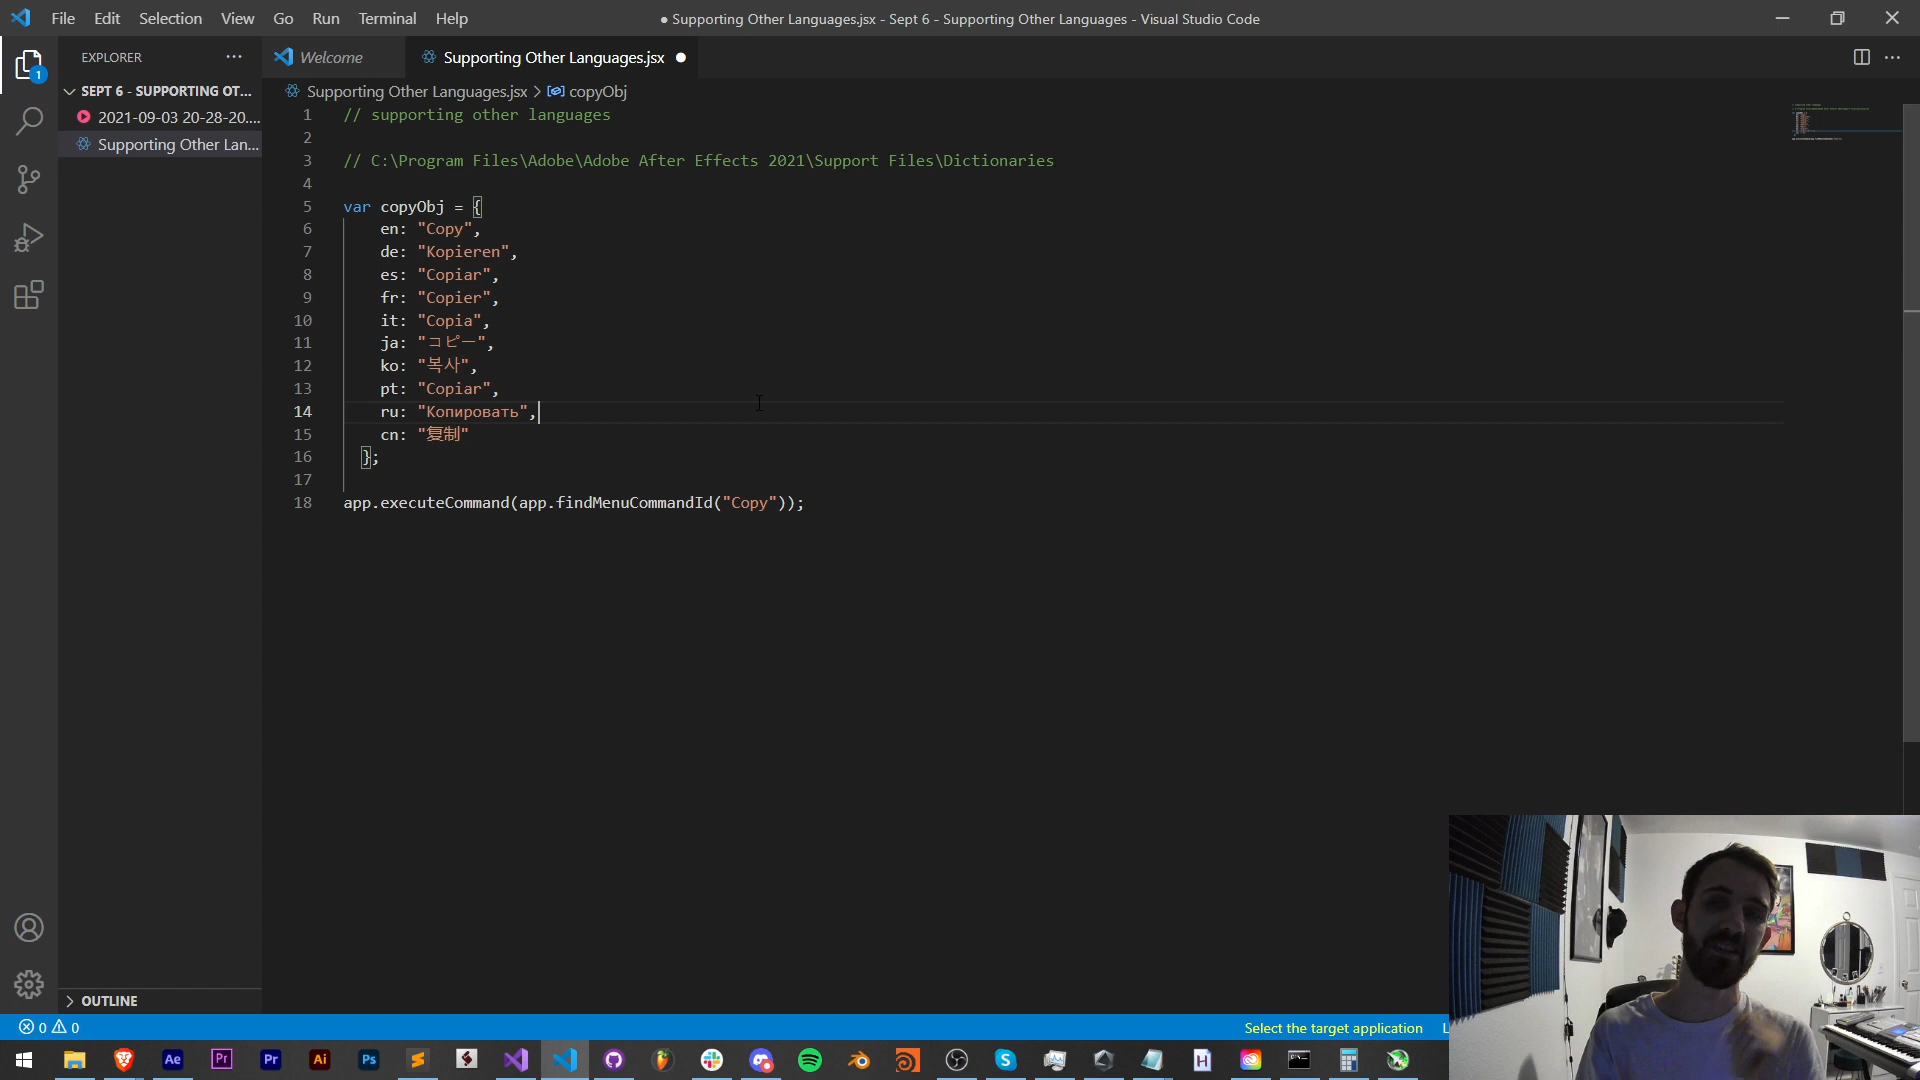 File Edit Selection View Go Run Terminal Help
● Supporting Other Languages.jsx - Sept 6 - Supporting Other Languages - Visual Studio Code
EXPLORER
Welcome
Supporting Other Languages.jsx
SEPT 6 - SUPPORTING OT...
Supporting Other Languages.jsx > copyObj
2021-09-03 20-28-20....
Supporting Other Lan...
1 // supporting other languages
2
3 // C:\Program Files\Adobe\Adobe After Effects 2021\Support Files\Dictionaries
4
5 var copyObj = {
6 en: "Copy",
7 de: "Kopieren",
8 es: "Copiar",
9 fr: "Copier",
10 it: "Copia",
11 ja: "コピー",
12 ko: "복사",
13 pt: "Copiar",
14 ru: "Копировать",
15 cn: "复制"
16 };
17
18 app.executeCommand(app.findMenuCommandId("Copy"));
OUTLINE
0 0
Select the target application
Ae Pr Pr Ai Ps S H